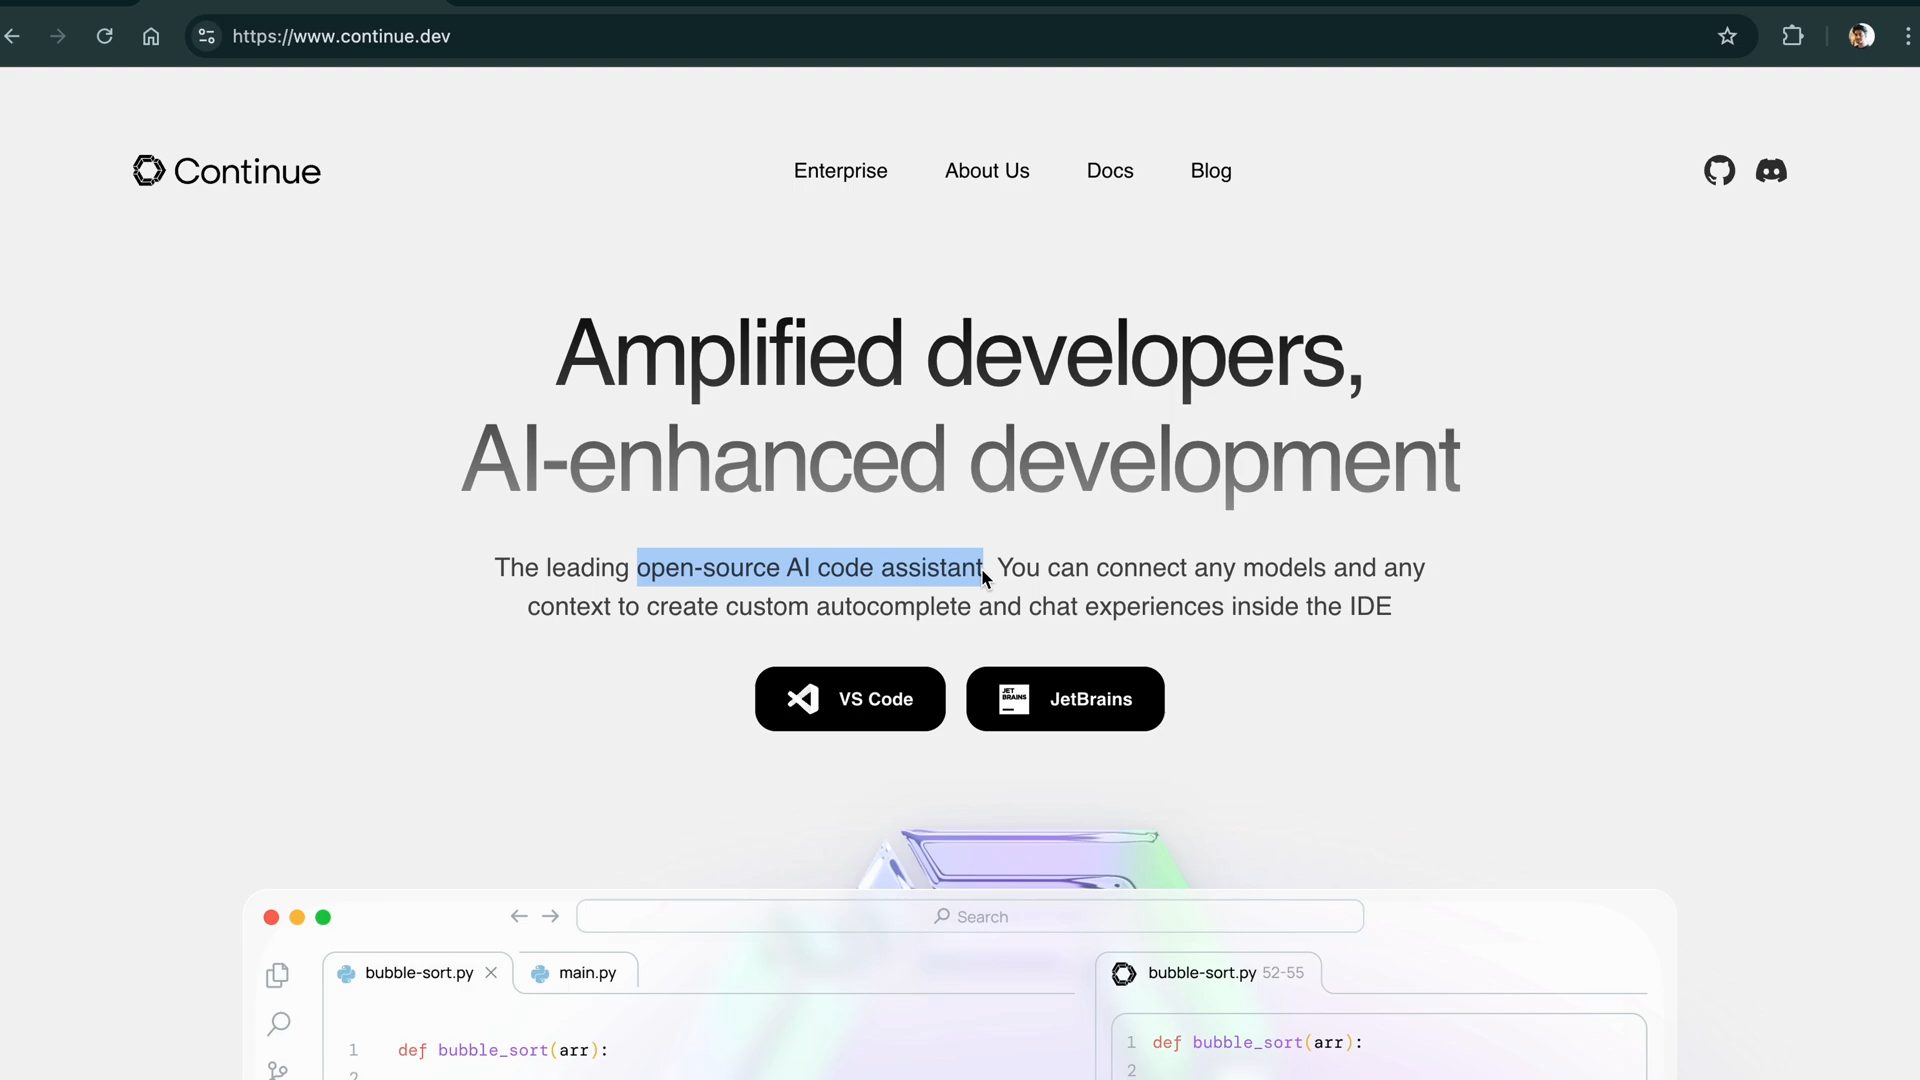 https://www.continue.dev
Continue
Enterprise About Us Docs Blog
Amplified developers,
AI-enhanced development
The leading open-source AI code assistant. You can connect any models and any
context to create custom autocomplete and chat experiences inside the IDE
VS Code
JET BRAINS JetBrains
Search
bubble-sort.py main.py
bubble-sort.py 52-55
1 def bubble_sort(arr):
2
1 def bubble_sort(arr):
2